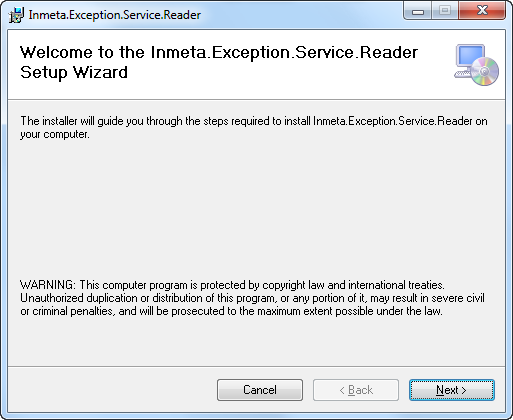 Inmeta.Exception.Service.Reader
Welcome to the Inmeta.Exception.Service.Reader
Setup Wizard
The installer will guide you through the steps required to install Inmeta.Exception.Service.Reader on
your computer.
WARNING: This computer program is protected by copyright law and international treaties.
Unauthorized duplication or distribution of this program, or any portion of it, may result in severe civil
or criminal penalties, and will be prosecuted to the maximum extent possible under the law.
Cancel
< Back
Next >